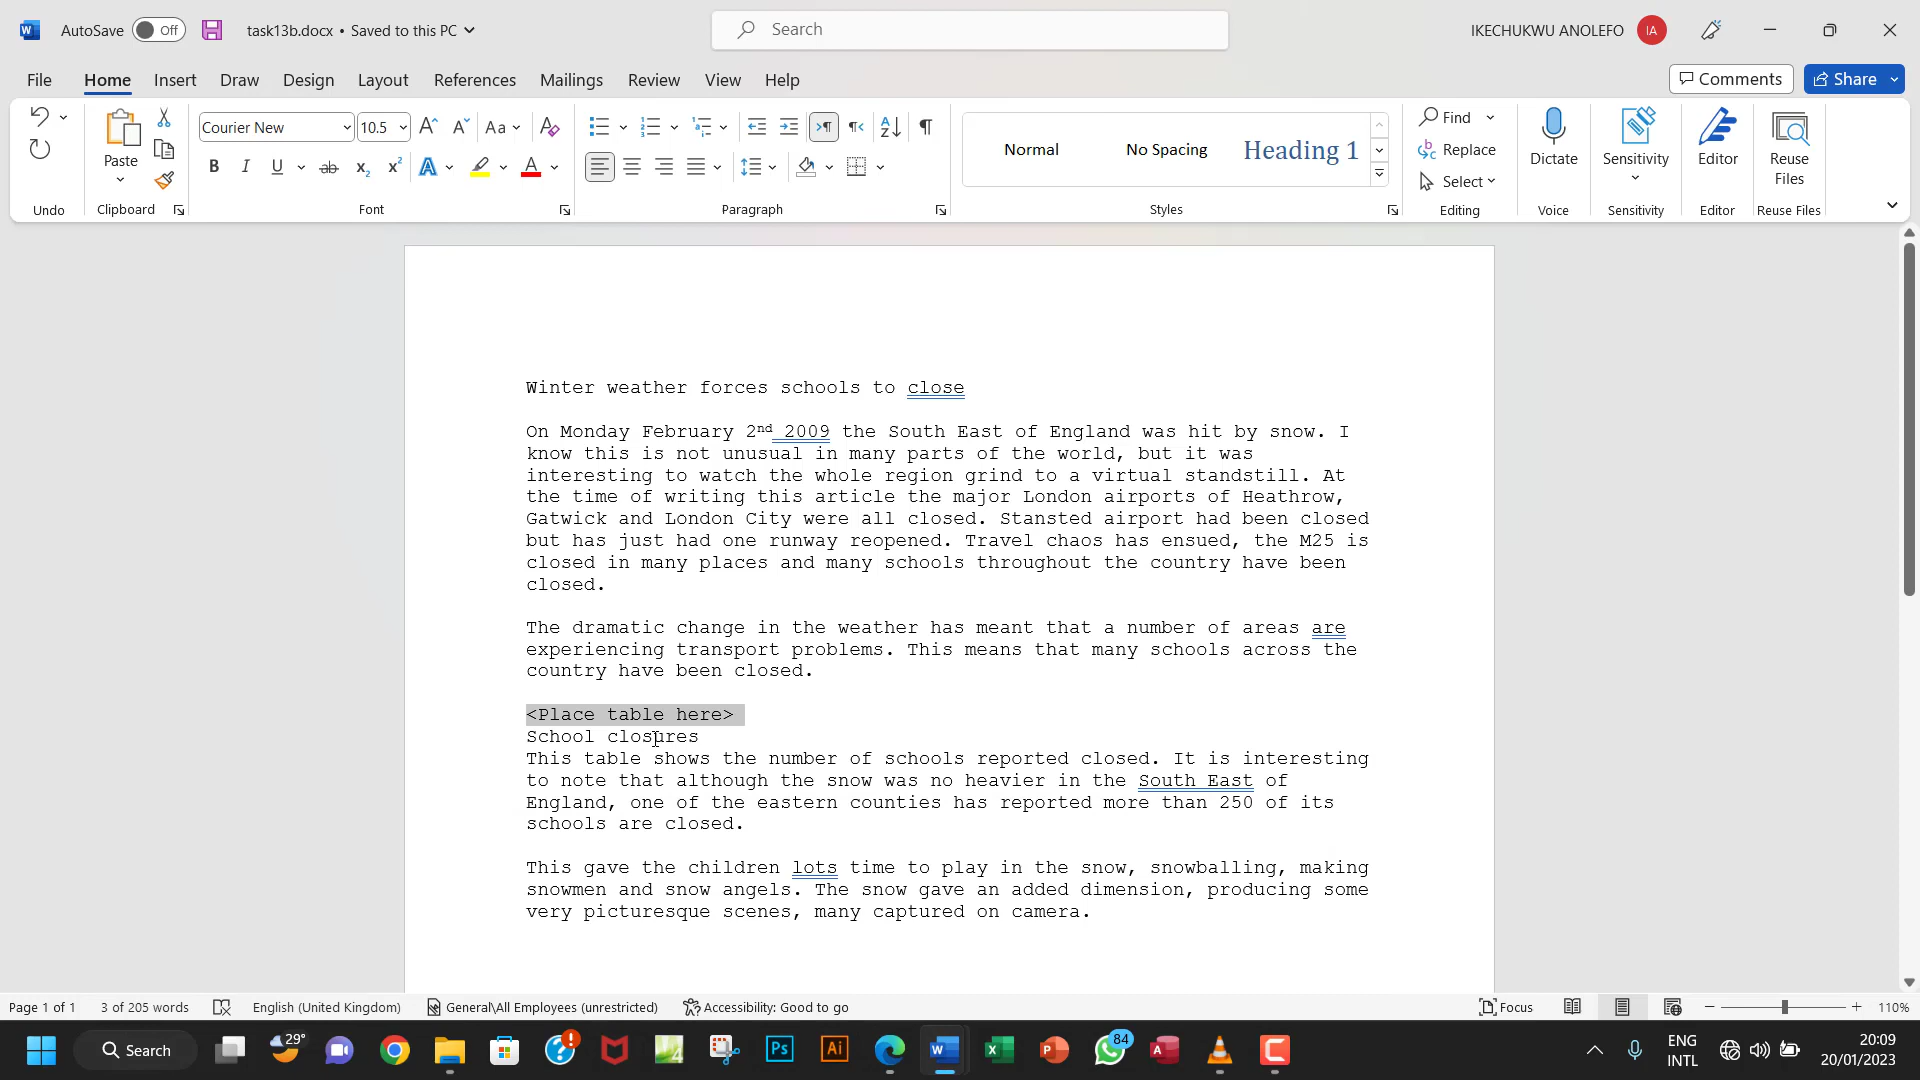 AutoSave Off task13b.docx • Saved to this PC Search IKECHUKWU ANOLEFO IA
File Home Insert Draw Design Layout References Mailings Review View Help Comments Share
Courier New 10.5 Aa
Paste
B I U ab x₂ x² A A
Normal No Spacing Heading 1
Find
Replace
Select
Dictate Sensitivity Editor Reuse Files
Undo Clipboard Font Paragraph Styles Editing Voice Sensitivity Editor Reuse Files
Winter weather forces schools to close
On Monday February 2nd 2009 the South East of England was hit by snow. I
know this is not unusual in many parts of the world, but it was
interesting to watch the whole region grind to a virtual standstill. At
the time of writing this article the major London airports of Heathrow,
Gatwick and London City were all closed. Stansted airport had been closed
but has just had one runway reopened. Travel chaos has ensued, the M25 is
closed in many places and many schools throughout the country have been
closed.
The dramatic change in the weather has meant that a number of areas are
experiencing transport problems. This means that many schools across the
country have been closed.
<Place table here>
School closures
This table shows the number of schools reported closed. It is interesting
to note that although the snow was no heavier in the South East of
England, one of the eastern counties has reported more than 250 of its
schools are closed.
This gave the children lots time to play in the snow, snowballing, making
snowmen and snow angels. The snow gave an added dimension, producing some
very picturesque scenes, many captured on camera.
Page 1 of 1 3 of 205 words English (United Kingdom) General\All Employees (unrestricted) Accessibility: Good to go Focus 110%
Search 29° Ps Ai 84 ENG 20:09
INTL 20/01/2023